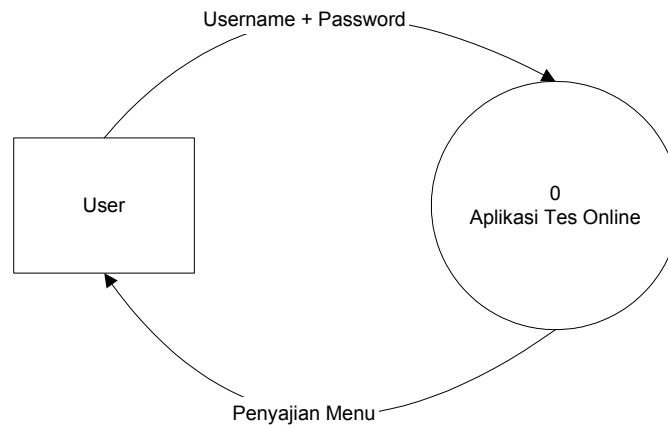 Username + Password
User
0
Aplikasi Tes Online
Penyajian Menu